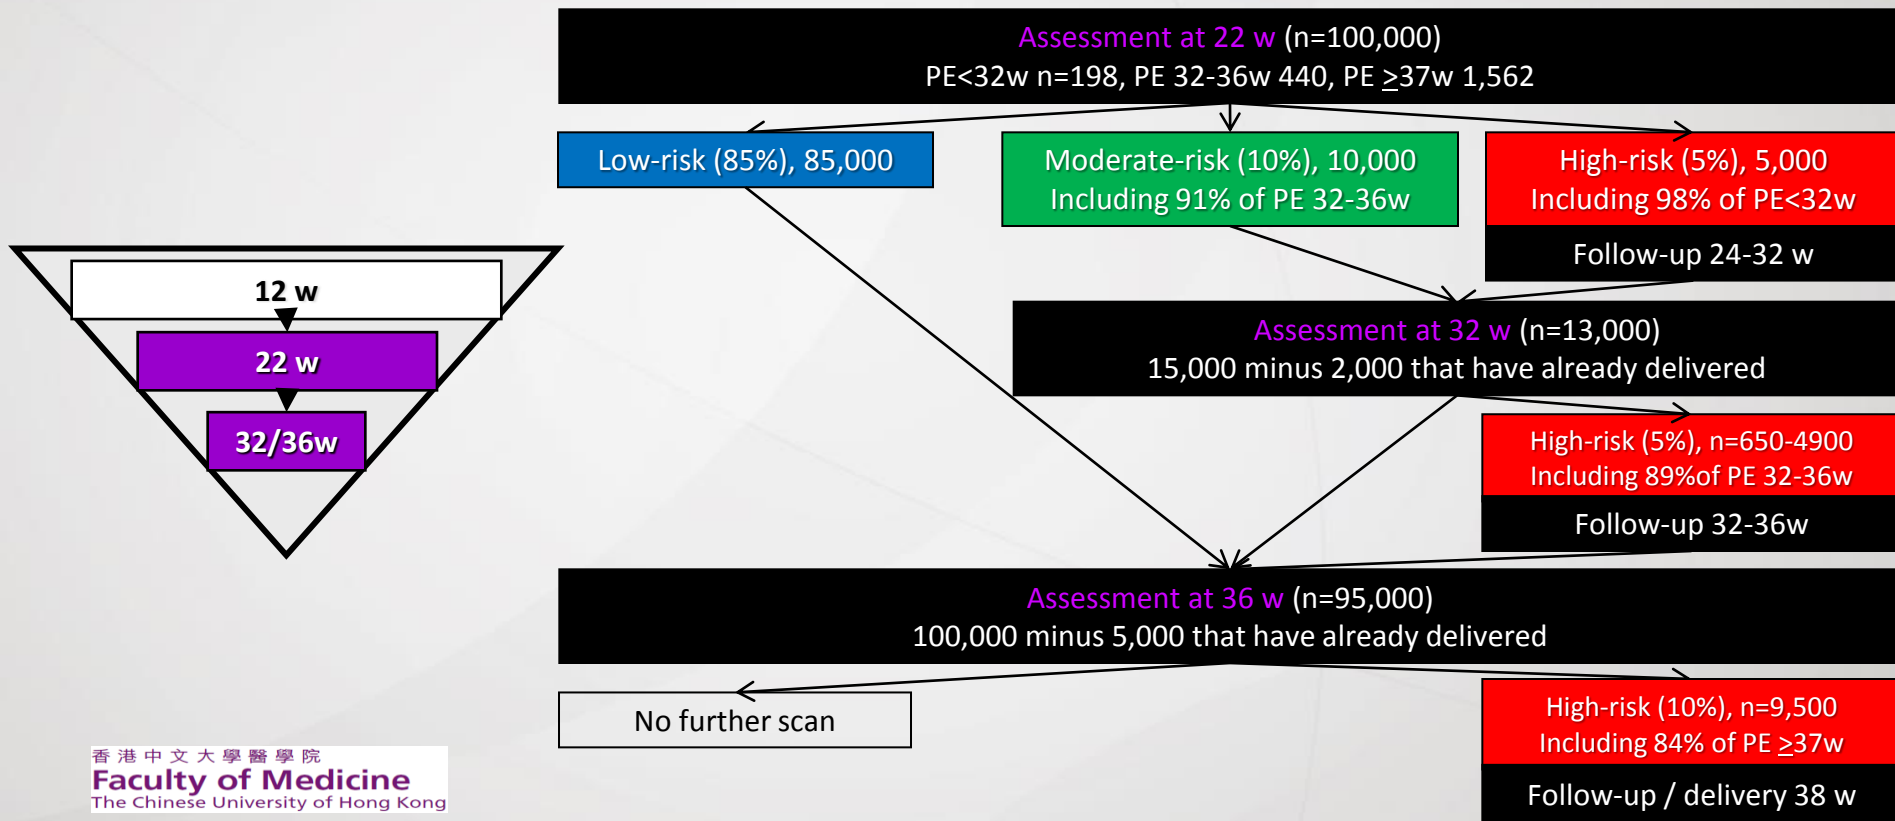 Assessment at 22 w (n=100,000)
PE<32w n=198, PE 32-36w 440, PE ≥37w 1,562
Low-risk (85%), 85,000
Moderate-risk (10%), 10,000
Including 91% of PE 32-36w
High-risk (5%), 5,000
Including 98% of PE<32w
Follow-up 24-32 w
12 w
22 w
32/36w
Assessment at 32 w (n=13,000)
15,000 minus 2,000 that have already delivered
High-risk (5%), n=650-4900
Including 89%of PE 32-36w
Follow-up 32-36w
Assessment at 36 w (n=95,000)
100,000 minus 5,000 that have already delivered
No further scan
High-risk (10%), n=9,500
Including 84% of PE ≥37w
Follow-up / delivery 38 w
香港中文大學醫學院
Faculty of Medicine
The Chinese University of Hong Kong